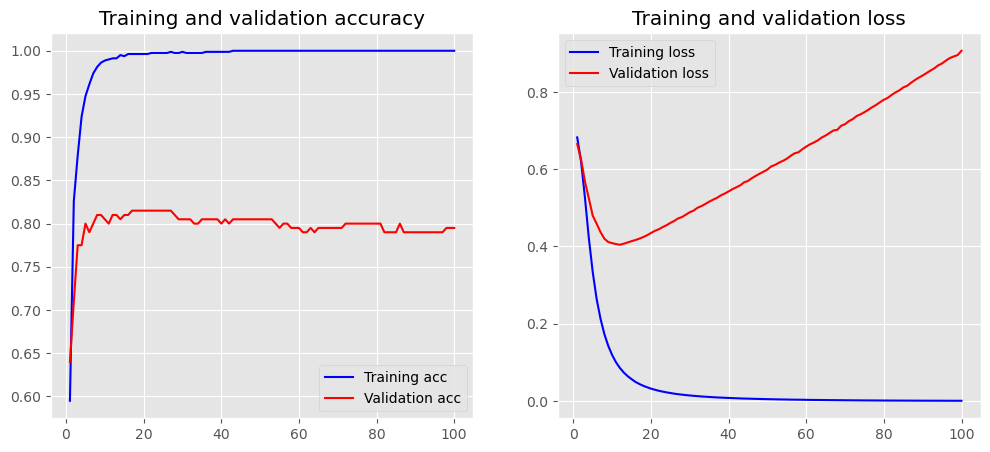 Training and validation accuracy
1.00
0.95
0.90
0.85
0.80
0.75
0.70
0.65
0.60
0 20 40 60 80 100
Training acc
Validation acc
Training and validation loss
Training loss
Validation loss
0.8
0.6
0.4
0.2
0.0
0 20 40 60 80 100